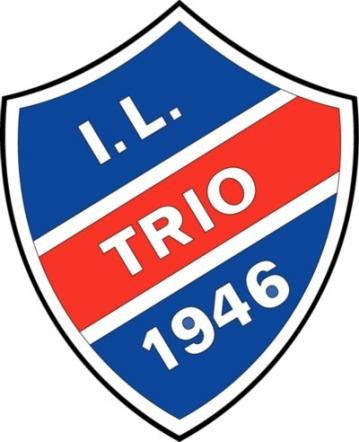 I. L.
TRIO
1946